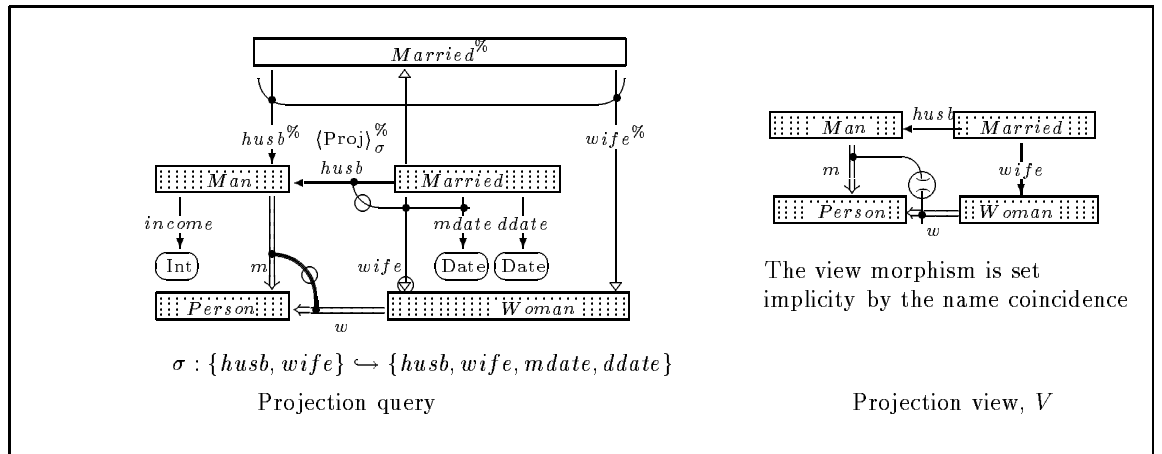 Married%
husb%
⟨Proj⟩%σ
wife%
husb
Man
Married
income
mdate
ddate
Int
m
wife
Date
Date
Person
Woman
w
σ : {husb, wife} ↪ {husb, wife, mdate, ddate}
Projection query
husb
Man
Married
m
wife
Person
Woman
w
The view morphism is set
implicity by the name coincidence
Projection view, V